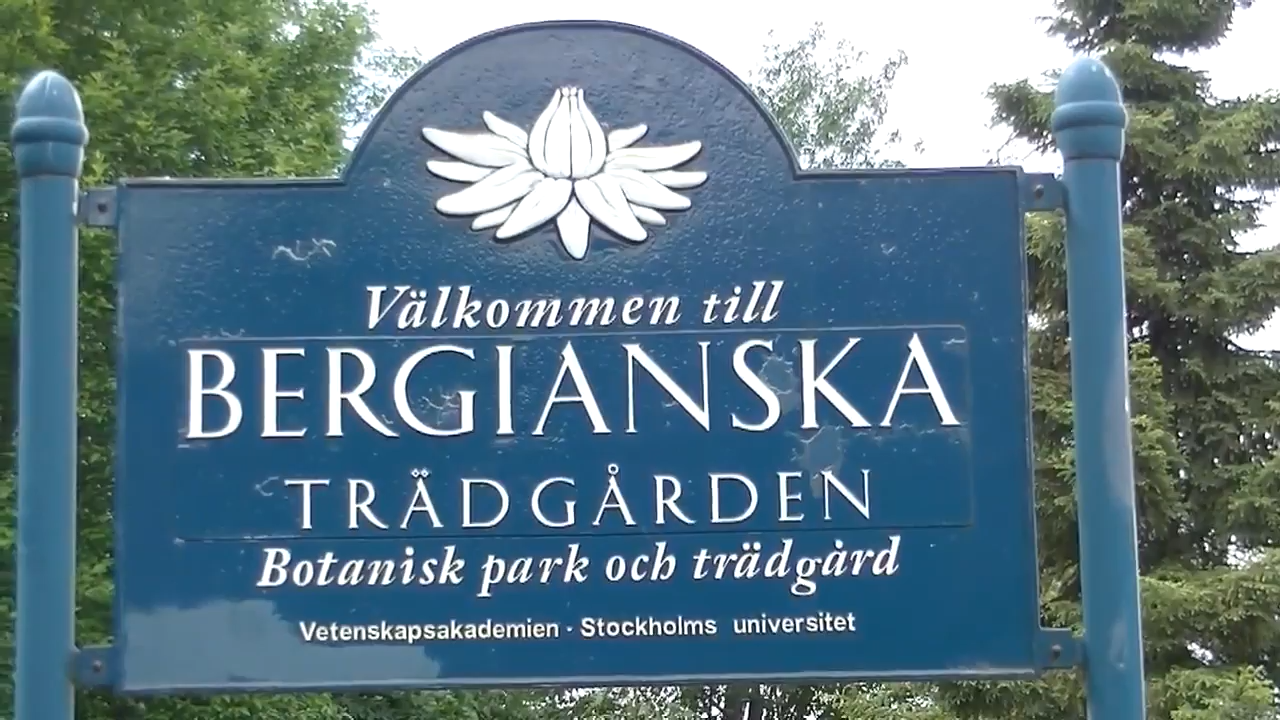 Välkommen till
BERGIANSKA
TRÄDGÅRDEN
Botanisk park och trädgård
Vetenskapsakademien · Stockholms universitet